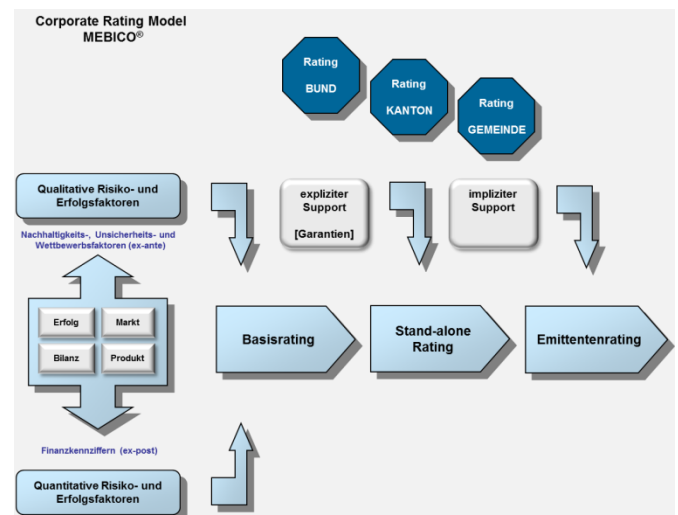 Corporate Rating Model
MEBICO®
Rating
BUND
Rating
KANTON
Rating
GEMEINDE
Qualitative Risiko- und
Erfolgsfaktoren
expliziter
Support
[Garantien]
impliziter
Support
Nachhaltigkeits-, Unsicherheits- und
Wettbewerbsfaktoren (ex-ante)
Erfolg
Markt
Bilanz
Produkt
Basisrating
Stand-alone
Rating
Emittentenrating
Finanzkennziffern (ex-post)
Quantitative Risiko- und
Erfolgsfaktoren